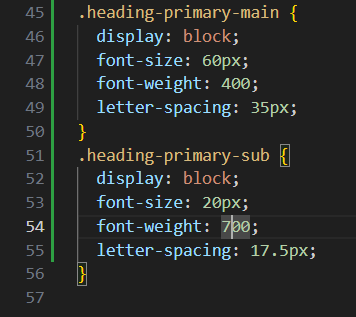 45 .heading-primary-main {
46 display: block;
47 font-size: 60px;
48 font-weight: 400;
49 letter-spacing: 35px;
50 }
51 .heading-primary-sub {
52 display: block;
53 font-size: 20px;
54 font-weight: 700;
55 letter-spacing: 17.5px;
56 }
57